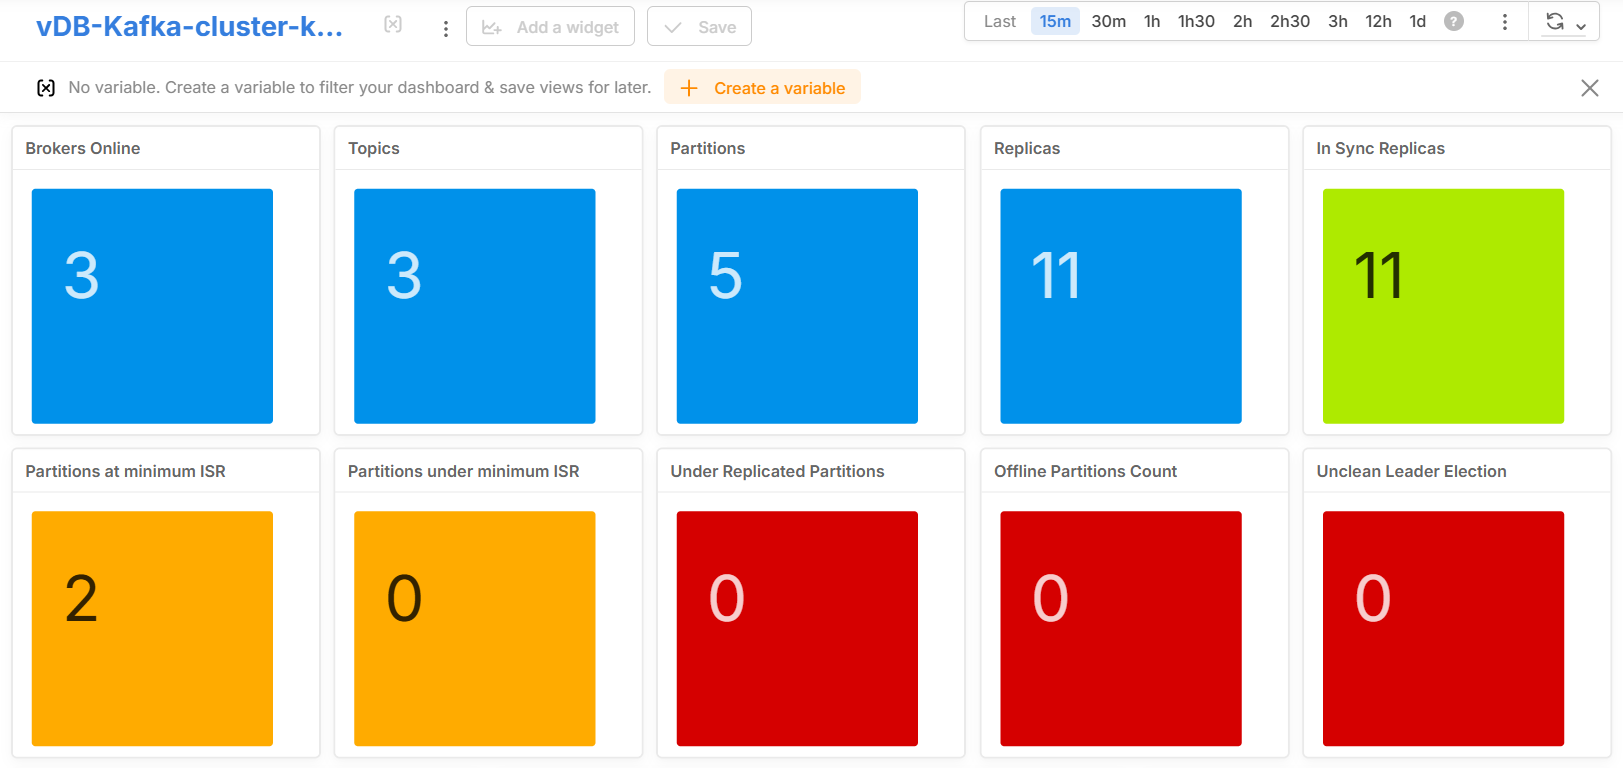 vDB-Kafka-cluster-k...
Add a widget
Save
Last 15m 30m 1h 1h30 2h 2h30 3h 12h 1d ?
No variable. Create a variable to filter your dashboard & save views for later.
Create a variable
Brokers Online
3
Topics
3
Partitions
5
Replicas
11
In Sync Replicas
11
Partitions at minimum ISR
2
Partitions under minimum ISR
0
Under Replicated Partitions
0
Offline Partitions Count
0
Unclean Leader Election
0